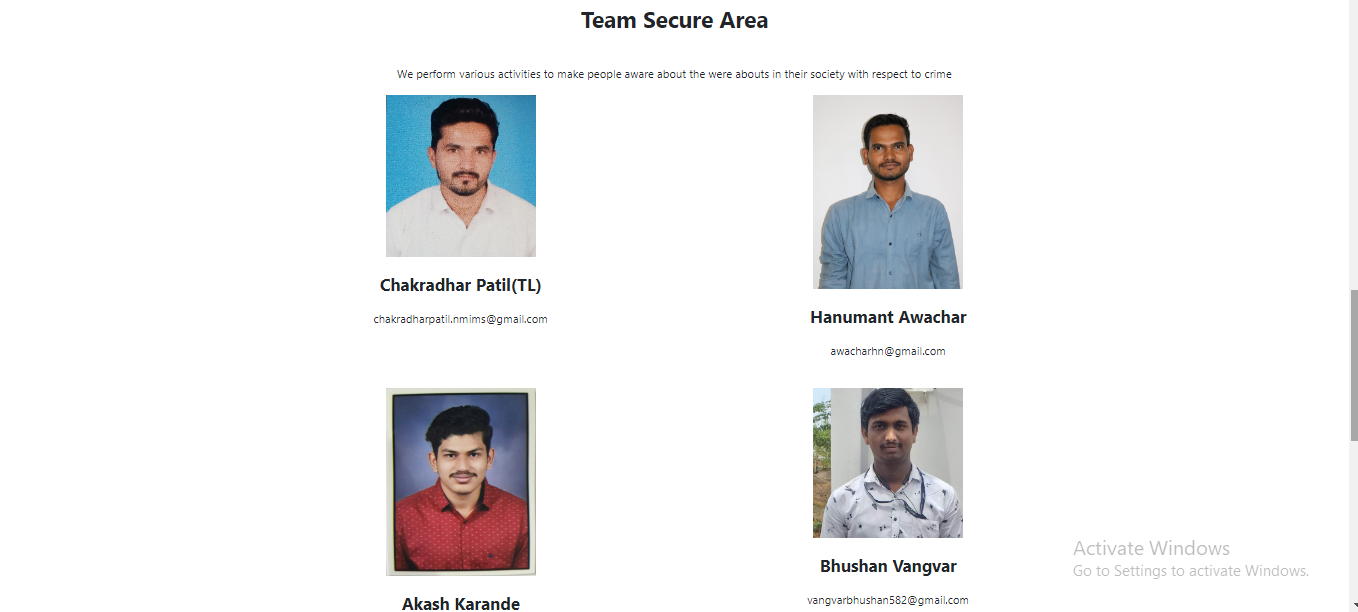 Team Secure Area
We perform various activities to make people aware about the were abouts in their society with respect to crime
Chakradhar Patil(TL)
chakradharpatil.nmims@gmail.com
Hanumant Awachar
awacharhn@gmail.com
Akash Karande
Bhushan Vangvar
vangvarbhushan582@gmail.com
Activate Windows
Go to Settings to activate Windows.